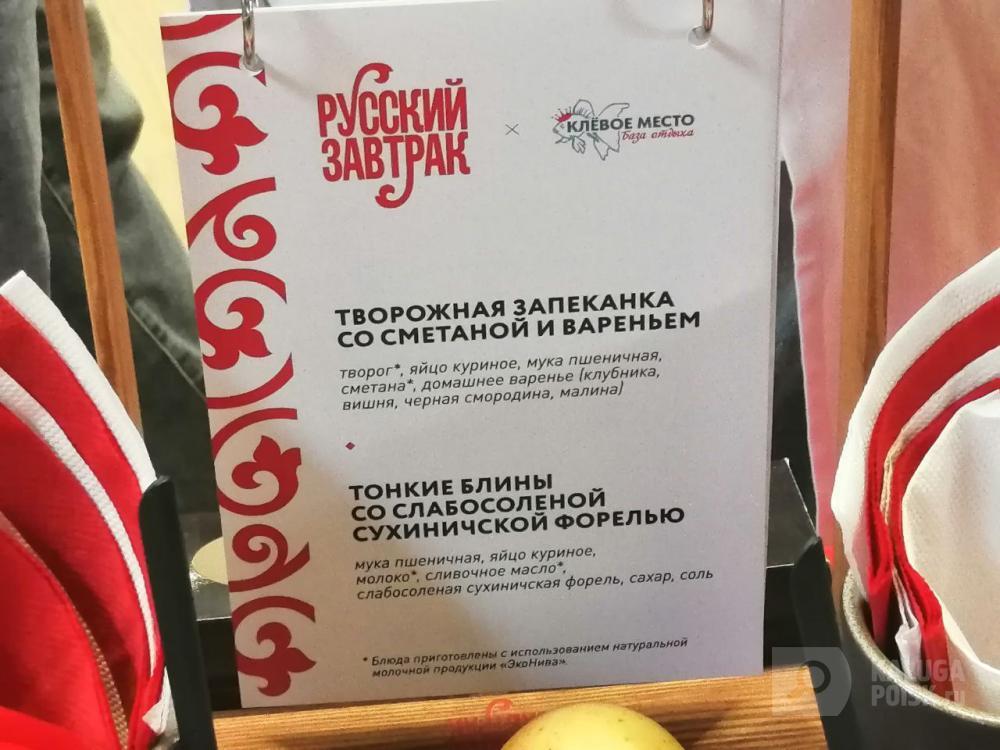 РУССКИЙ
ЗАВТРАК
×
КЛЁВОЕ МЕСТО
база отдыха
ТВОРОЖНАЯ ЗАПЕКАНКА
СО СМЕТАНОЙ И ВАРЕНЬЕМ
творог*, яйцо куриное, мука пшеничная,
сметана*, домашнее варенье (клубника,
вишня, черная смородина, малина)
ТОНКИЕ БЛИНЫ
СО СЛАБОСОЛЕНОЙ
СУХИНИЧСКОЙ ФОРЕЛЬЮ
мука пшеничная, яйцо куриное,
молоко*, сливочное масло*,
слабосоленая сухиничская форель, сахар, соль
* Блюда приготовлены с использованием натуральной
молочной продукции «ЭкоНива».
KALUGA
POISK.ru